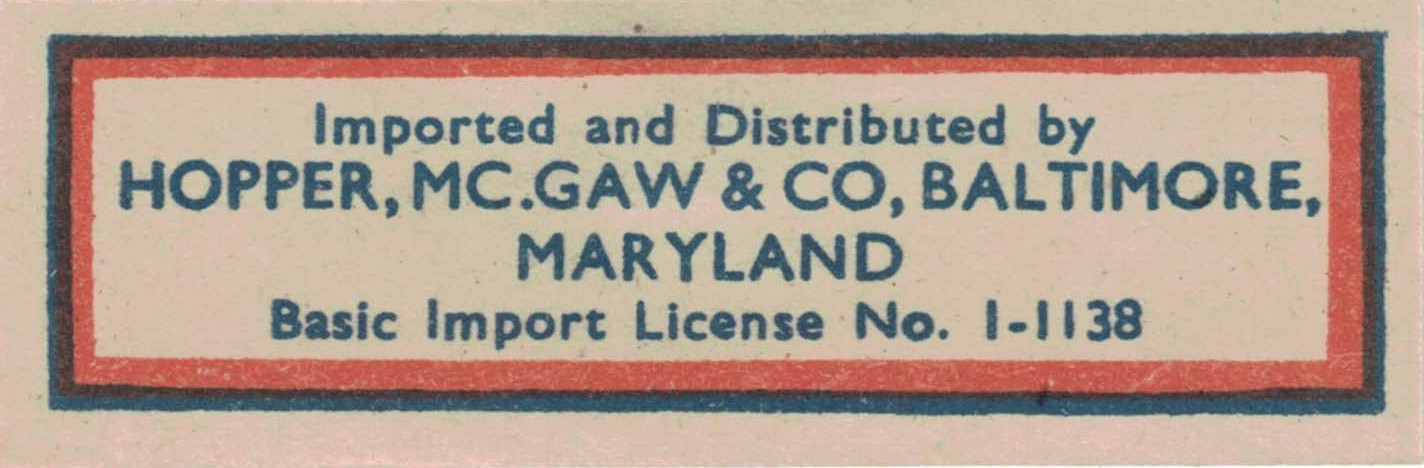 Imported and Distributed by
HOPPER, MC.GAW & CO, BALTIMORE,
MARYLAND
Basic Import License No. I-1138